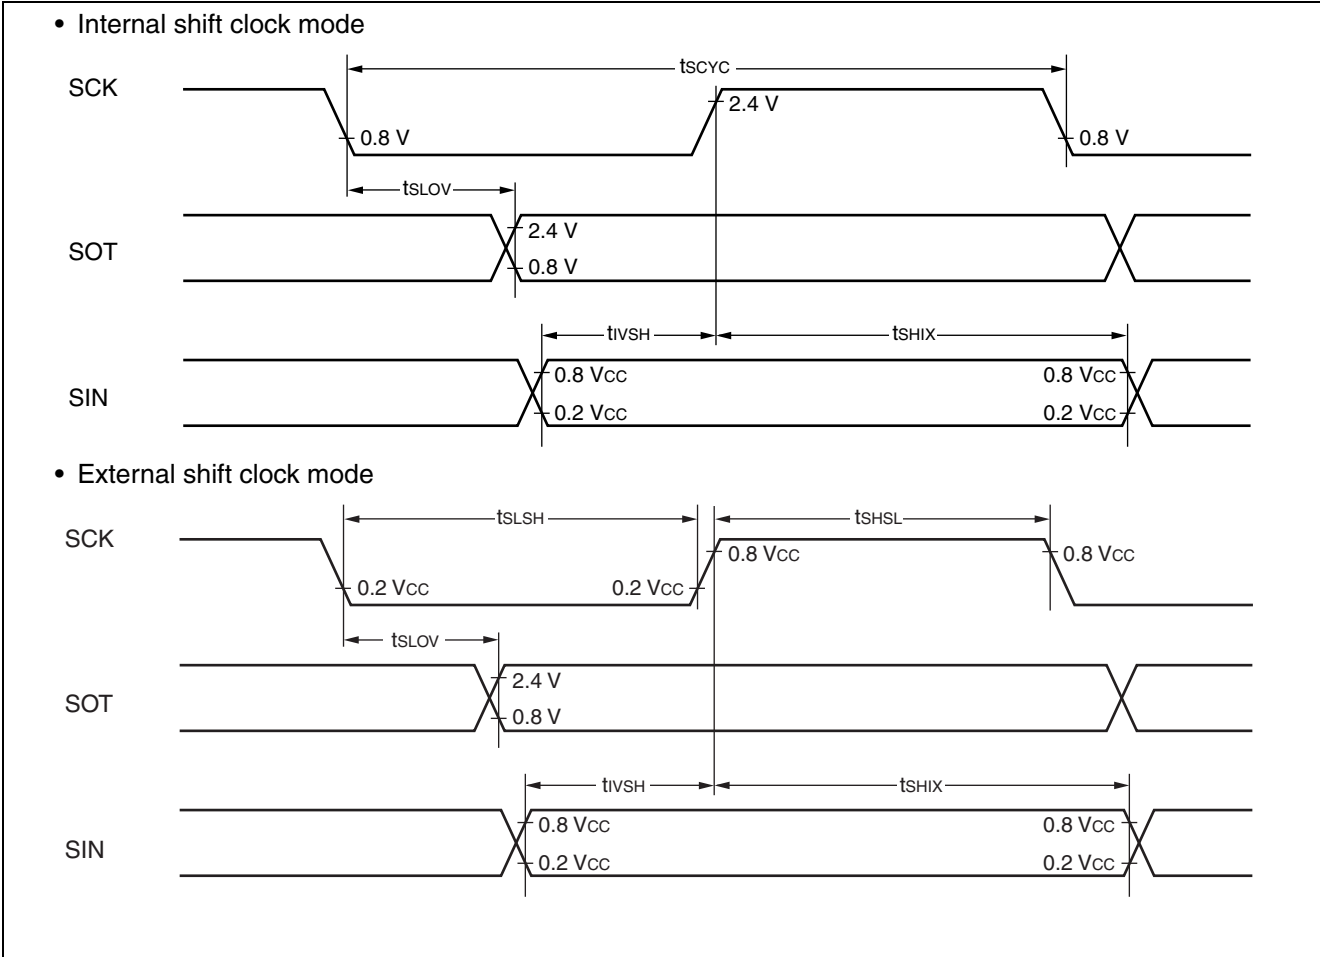 • Internal shift clock mode
tSCYC
SCK
2.4 V
0.8 V
0.8 V
tSLOV
2.4 V
SOT
0.8 V
tIVSH
tSHIX
0.8 VCC
0.8 VCC
SIN
0.2 VCC
0.2 VCC
• External shift clock mode
tSLSH
tSHSL
SCK
0.8 VCC
0.8 VCC
0.2 VCC
0.2 VCC
tSLOV
2.4 V
SOT
0.8 V
tIVSH
tSHIX
0.8 VCC
0.8 VCC
SIN
0.2 VCC
0.2 VCC